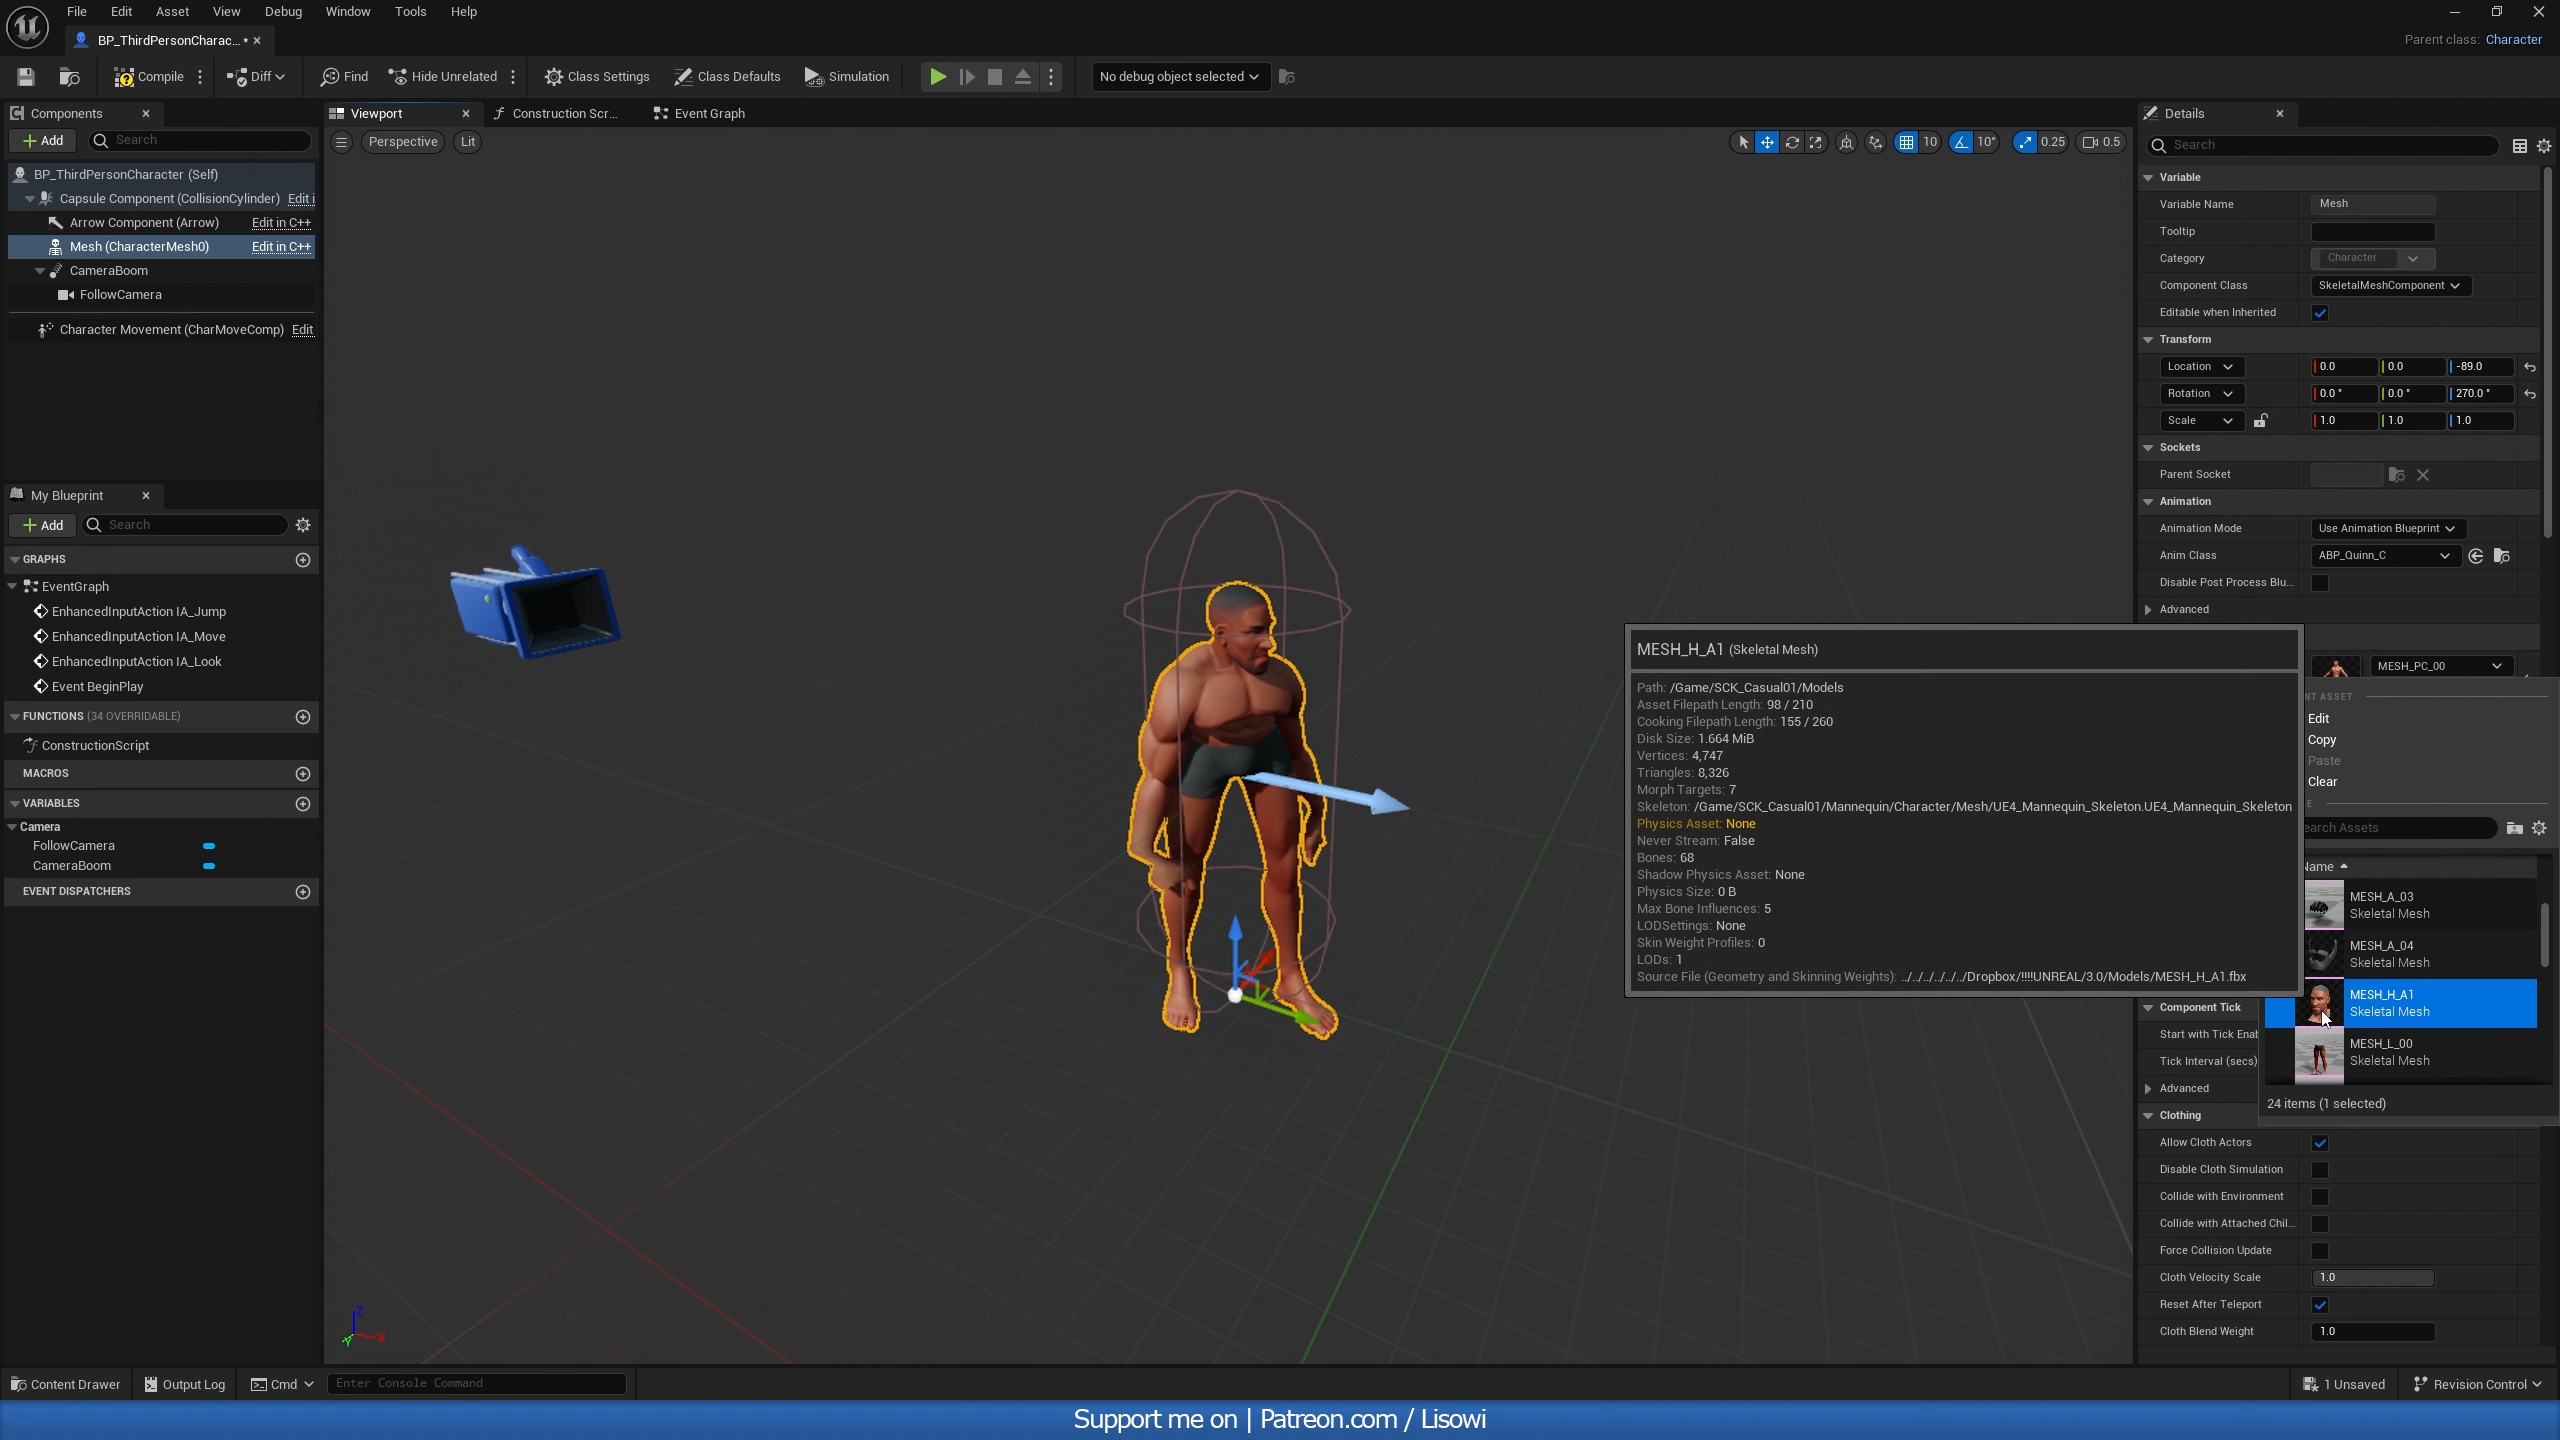 File Edit Asset View Debug Window Tools Help
BP_ThirdPersonCharac... •
Parent class: Character
Compile Diff Find Hide Unrelated Class Settings Class Defaults Simulation No debug object selected
Components
Add Search
BP_ThirdPersonCharacter (Self)
Capsule Component (CollisionCylinder) Edit i
Arrow Component (Arrow) Edit in C++
Mesh (CharacterMesh0) Edit in C++
CameraBoom
FollowCamera
Character Movement (CharMoveComp) Edit
My Blueprint
Add Search
GRAPHS
EventGraph
EnhancedInputAction IA_Jump
EnhancedInputAction IA_Move
EnhancedInputAction IA_Look
Event BeginPlay
FUNCTIONS (34 OVERRIDABLE)
ConstructionScript
MACROS
VARIABLES
Camera
FollowCamera
CameraBoom
EVENT DISPATCHERS
Viewport Construction Scr... Event Graph
Perspective Lit
10 10° 0.25 0.5
Z
Y
X
MESH_H_A1 (Skeletal Mesh)
Path: /Game/SCK_Casual01/Models
Asset Filepath Length: 98 / 210
Cooking Filepath Length: 155 / 260
Disk Size: 1.664 MiB
Vertices: 4,747
Triangles: 8,326
Morph Targets: 7
Skeleton: /Game/SCK_Casual01/Mannequin/Character/Mesh/UE4_Mannequin_Skeleton.UE4_Mannequin_Skeleton
Physics Asset: None
Never Stream: False
Bones: 68
Shadow Physics Asset: None
Physics Size: 0 B
Max Bone Influences: 5
LODSettings: None
Skin Weight Profiles: 0
LODs: 1
Source File (Geometry and Skinning Weights): ../../../../../../Dropbox/!!!!UNREAL/3.0/Models/MESH_H_A1.fbx
Details
Search
Variable
Variable Name Mesh
Tooltip
Category Character
Component Class SkeletalMeshComponent
Editable when Inherited
Transform
Location 0.0 0.0 -89.0
Rotation 0.0 ° 0.0 ° 270.0 °
Scale 1.0 1.0 1.0
Sockets
Parent Socket
Animation
Animation Mode Use Animation Blueprint
Anim Class ABP_Quinn_C
Disable Post Process Blu...
Advanced
MESH_PC_00
NT ASSET
Edit
Copy
Paste
Clear
E
earch Assets
Name
MESH_A_03
Skeletal Mesh
MESH_A_04
Skeletal Mesh
MESH_H_A1
Skeletal Mesh
MESH_L_00
Skeletal Mesh
24 items (1 selected)
Component Tick
Start with Tick Enab
Tick Interval (secs)
Advanced
Clothing
Allow Cloth Actors
Disable Cloth Simulation
Collide with Environment
Collide with Attached Chil...
Force Collision Update
Cloth Velocity Scale 1.0
Reset After Teleport
Cloth Blend Weight 1.0
Content Drawer Output Log Cmd Enter Console Command 1 Unsaved Revision Control
Support me on | Patreon.com / Lisowi